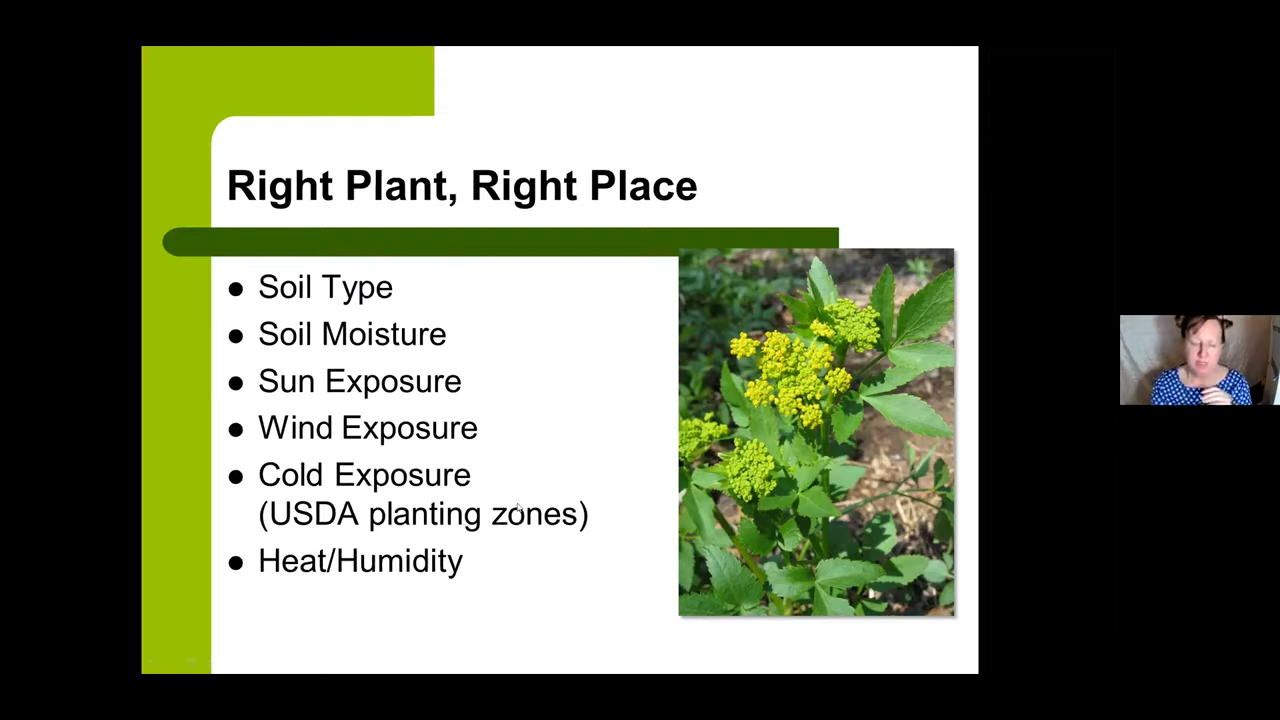 Right Plant, Right Place
Soil Type
Soil Moisture
Sun Exposure
Wind Exposure
Cold Exposure
(USDA planting zones)
Heat/Humidity